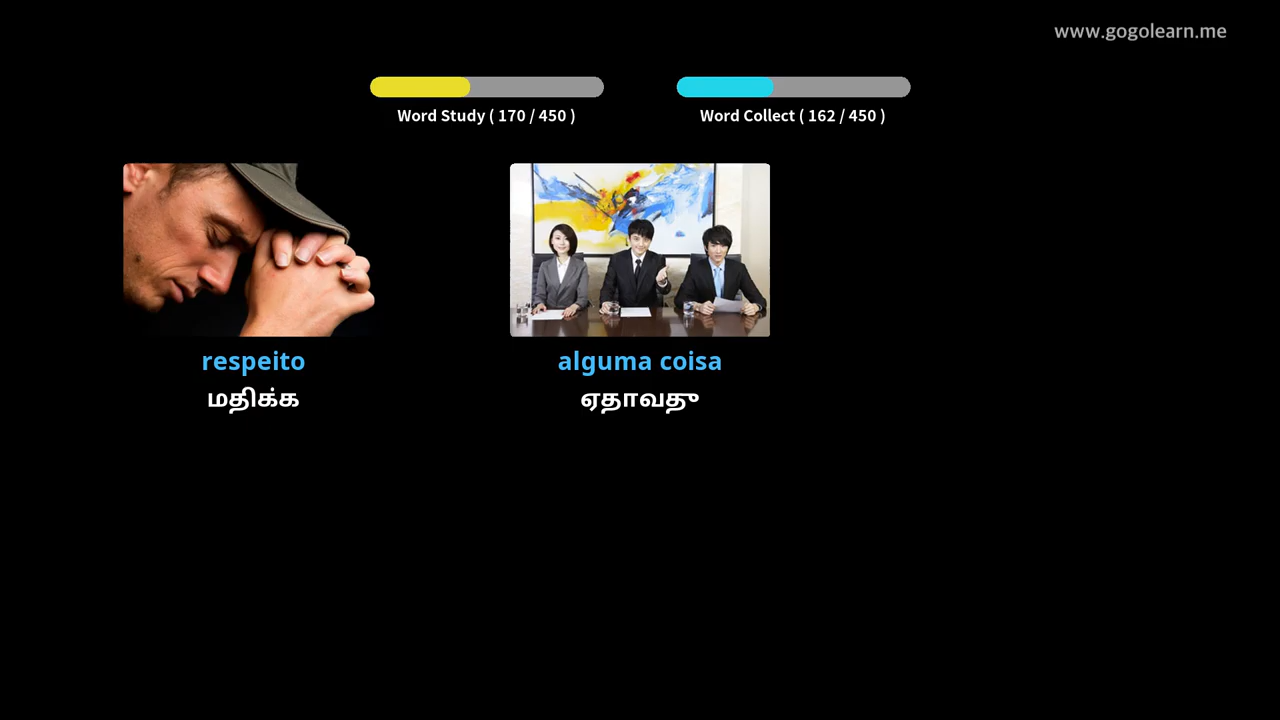 www.gogolearn.me
Word Study ( 170 / 450 )
Word Collect ( 162 / 450 )
respeito
alguma coisa
மதிக்க
ஏதாவது